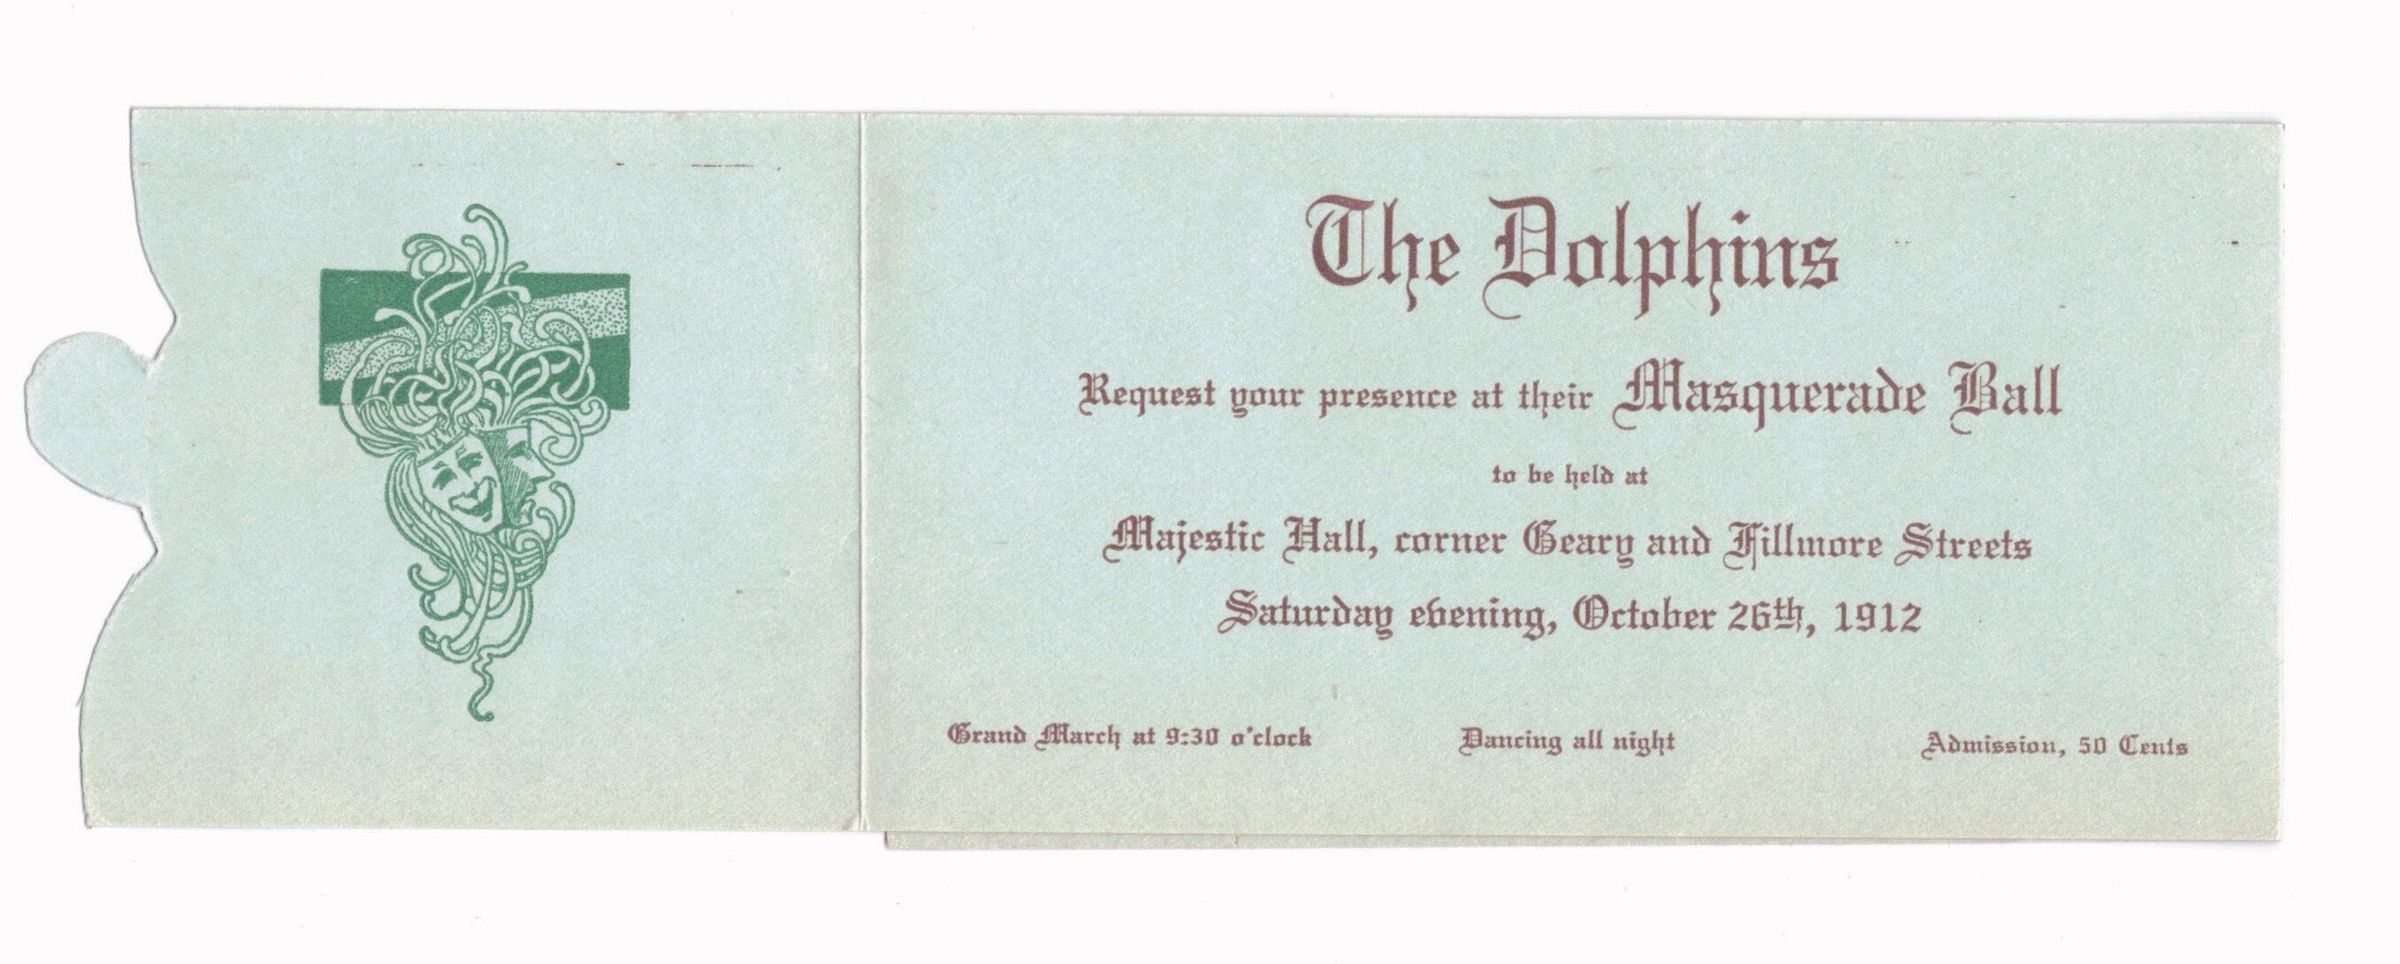 The Dolphins
Request your presence at their Masquerade Ball
to be held at
Majestic Hall, corner Geary and Fillmore Streets
Saturday evening, October 26th, 1912
Grand March at 9:30 o'clock
Dancing all night
Admission, 50 Cents